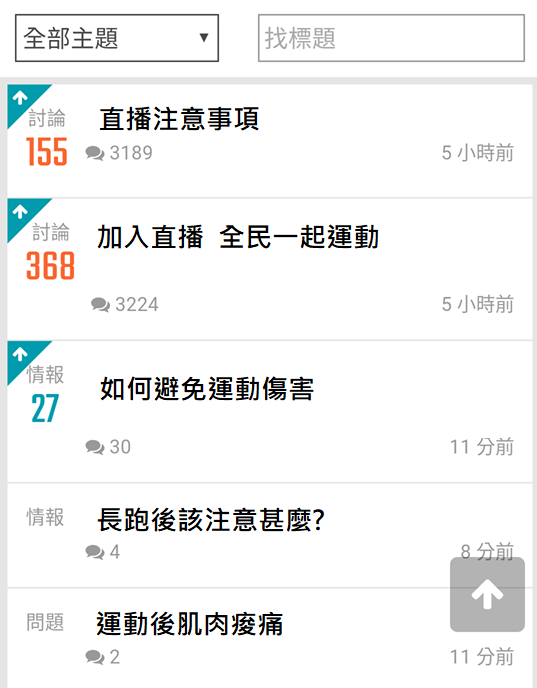 全部主題
找標題
討論
直播注意事項
155
3189
5 小時前
討論
加入直播 全民一起運動
368
3224
5 小時前
情報
如何避免運動傷害
27
30
11 分前
情報
長跑後該注意甚麼?
4
8 分前
問題
運動後肌肉痠痛
2
11 分前